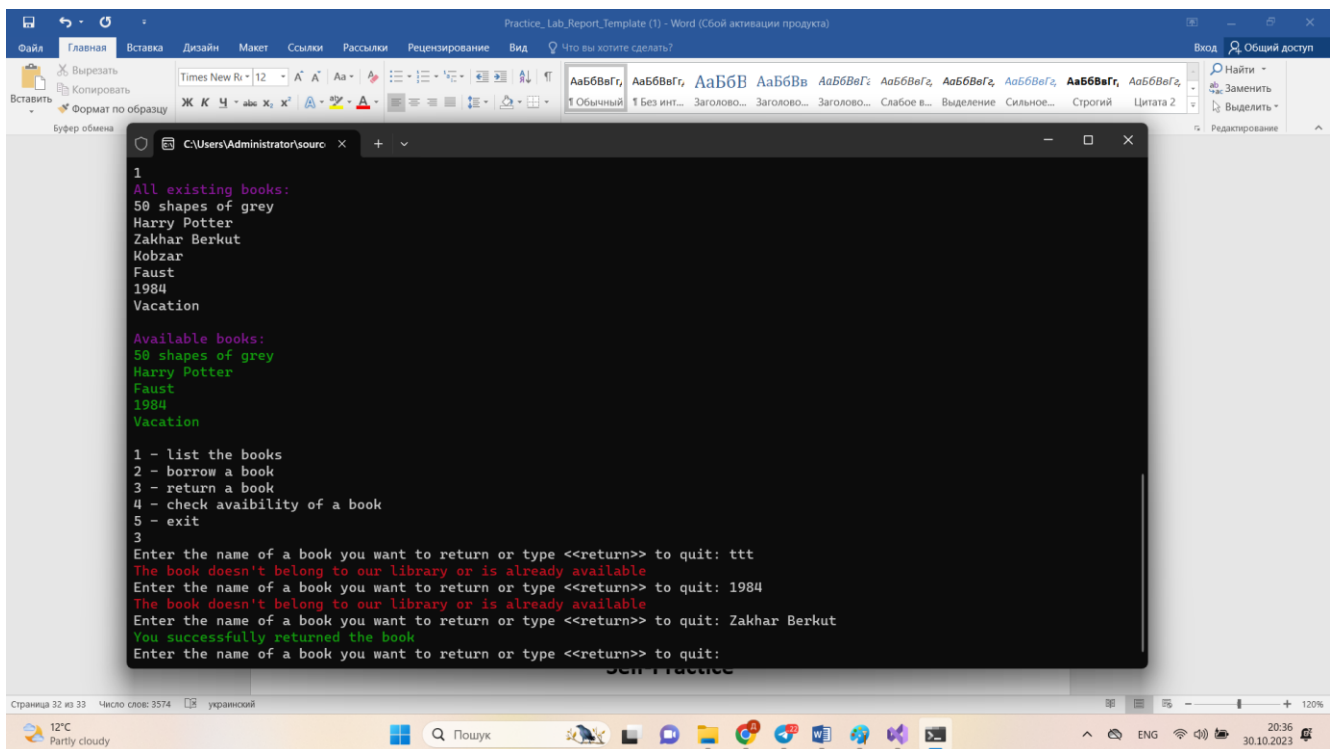 Practice_ Lab_Report_Template (1) - Word (Сбой активации продукта)
Файл Главная Вставка Дизайн Макет Ссылки Рассылки Рецензирование Вид Что вы хотите сделать? Вход Общий доступ
Вставить
Вырезать
Копировать
Формат по образцу
Буфер обмена
Times New R 12
Ж К Ч abc x₂ x²
АаБбВвГг, АаБбВвГг, АаБбВ АаБбВв АаБбВвГг АаБбВвГг, АаБбВвГг, АаБбВвГг, АаБбВвГг, АаБбВвГг,
¶ Обычный ¶ Без инт... Заголово... Заголово... Заголово... Слабое в... Выделение Сильное... Строгий Цитата 2
Найти
Заменить
Выделить
Редактирование
C:\Users\Administrator\sourc
1
All existing books:
50 shapes of grey
Harry Potter
Zakhar Berkut
Kobzar
Faust
1984
Vacation
Available books:
50 shapes of grey
Harry Potter
Faust
1984
Vacation
1 - list the books
2 - borrow a book
3 - return a book
4 - check avaibility of a book
5 - exit
3
Enter the name of a book you want to return or type <<return>> to quit: ttt
The book doesn't belong to our library or is already available
Enter the name of a book you want to return or type <<return>> to quit: 1984
The book doesn't belong to our library or is already available
Enter the name of a book you want to return or type <<return>> to quit: Zakhar Berkut
You successfully returned the book
Enter the name of a book you want to return or type <<return>> to quit:
Self-Practice
Страница 32 из 33 Число слов: 3574 украинский 120%
12°C
Partly cloudy
Пошук
ENG
20:36
30.10.2023